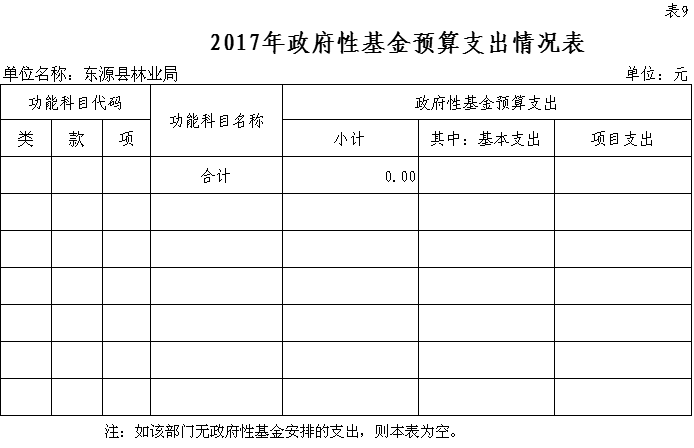 表9
2017年政府性基金预算支出情况表
单位名称：东源县林业局 单位：元
功能科目代码 功能科目名称 政府性基金预算支出
类 款 项 小计 其中：基本支出 项目支出
合计 0.00
注：如该部门无政府性基金安排的支出，则本表为空。